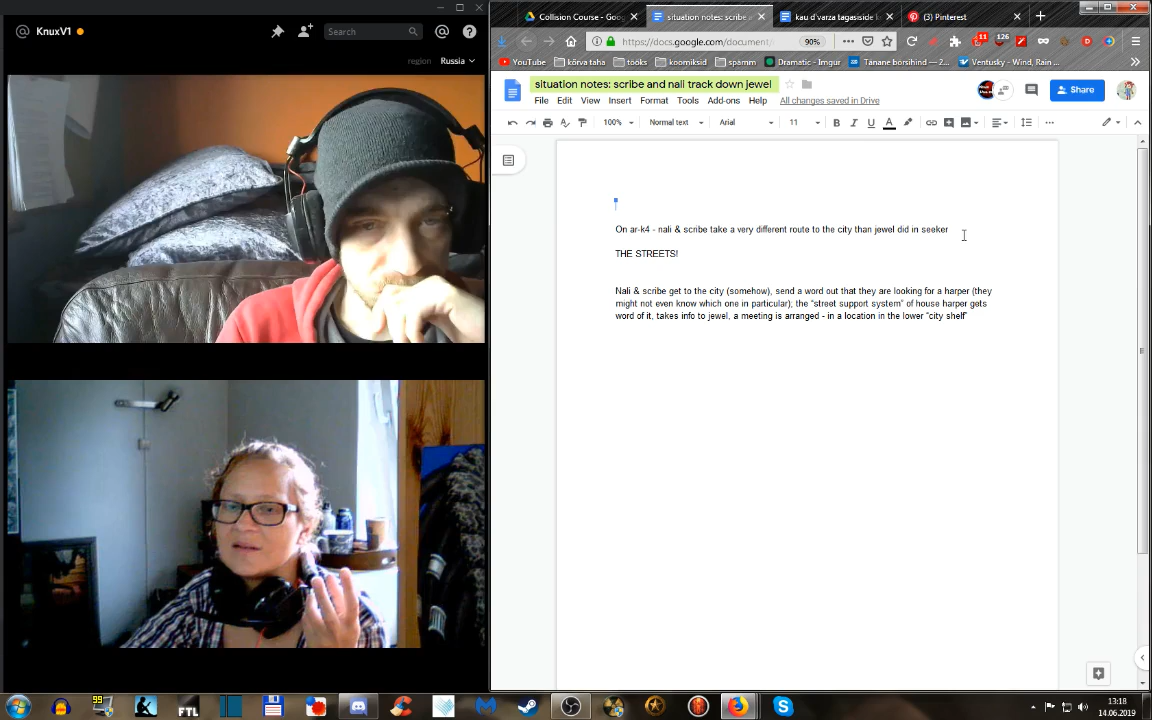 KnuxV1
Search
region
Russia
Collision Course - Goo
situation notes: scribe a
kau d'varza tagasiside k
(3) Pinterest
https://docs.google.com/document/
90%
11
126
YouTube
kõrva taha
tööks
koomiksid
spämm
Dramatic - Imgur
Tänane börsihind — 2...
Ventusky - Wind, Rain ...
situation notes: scribe and nali track down jewel
File Edit View Insert Format Tools Add-ons Help All changes saved in Drive
Share
100% Normal text Arial 11 B I U A
On ar-k4 - nali & scribe take a very different route to the city than jewel did in seeker
THE STREETS!
Nali & scribe get to the city (somehow), send a word out that they are looking for a harper (they
might not even know which one in particular); the “street support system” of house harper gets
word of it, takes info to jewel, a meeting is arranged - in a location in the lower “city shelf”
99
FTL
13:18
14.06.2019